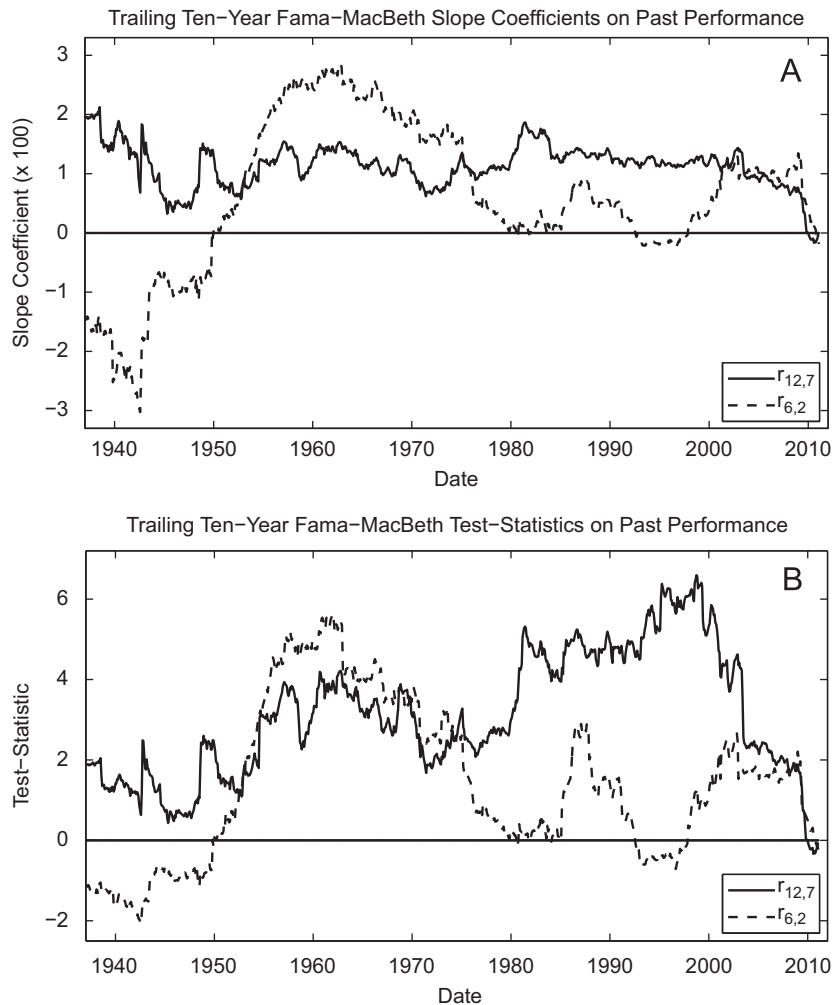 Trailing Ten−Year Fama−MacBeth Slope Coefficients on Past Performance
A
Slope Coefficient (x 100)
3
2
1
0
−1
−2
−3
r12,7
r6,2
1940 1950 1960 1970 1980 1990 2000 2010
Date
Trailing Ten−Year Fama−MacBeth Test−Statistics on Past Performance
B
Test−Statistic
6
4
2
0
−2
r12,7
r6,2
1940 1950 1960 1970 1980 1990 2000 2010
Date